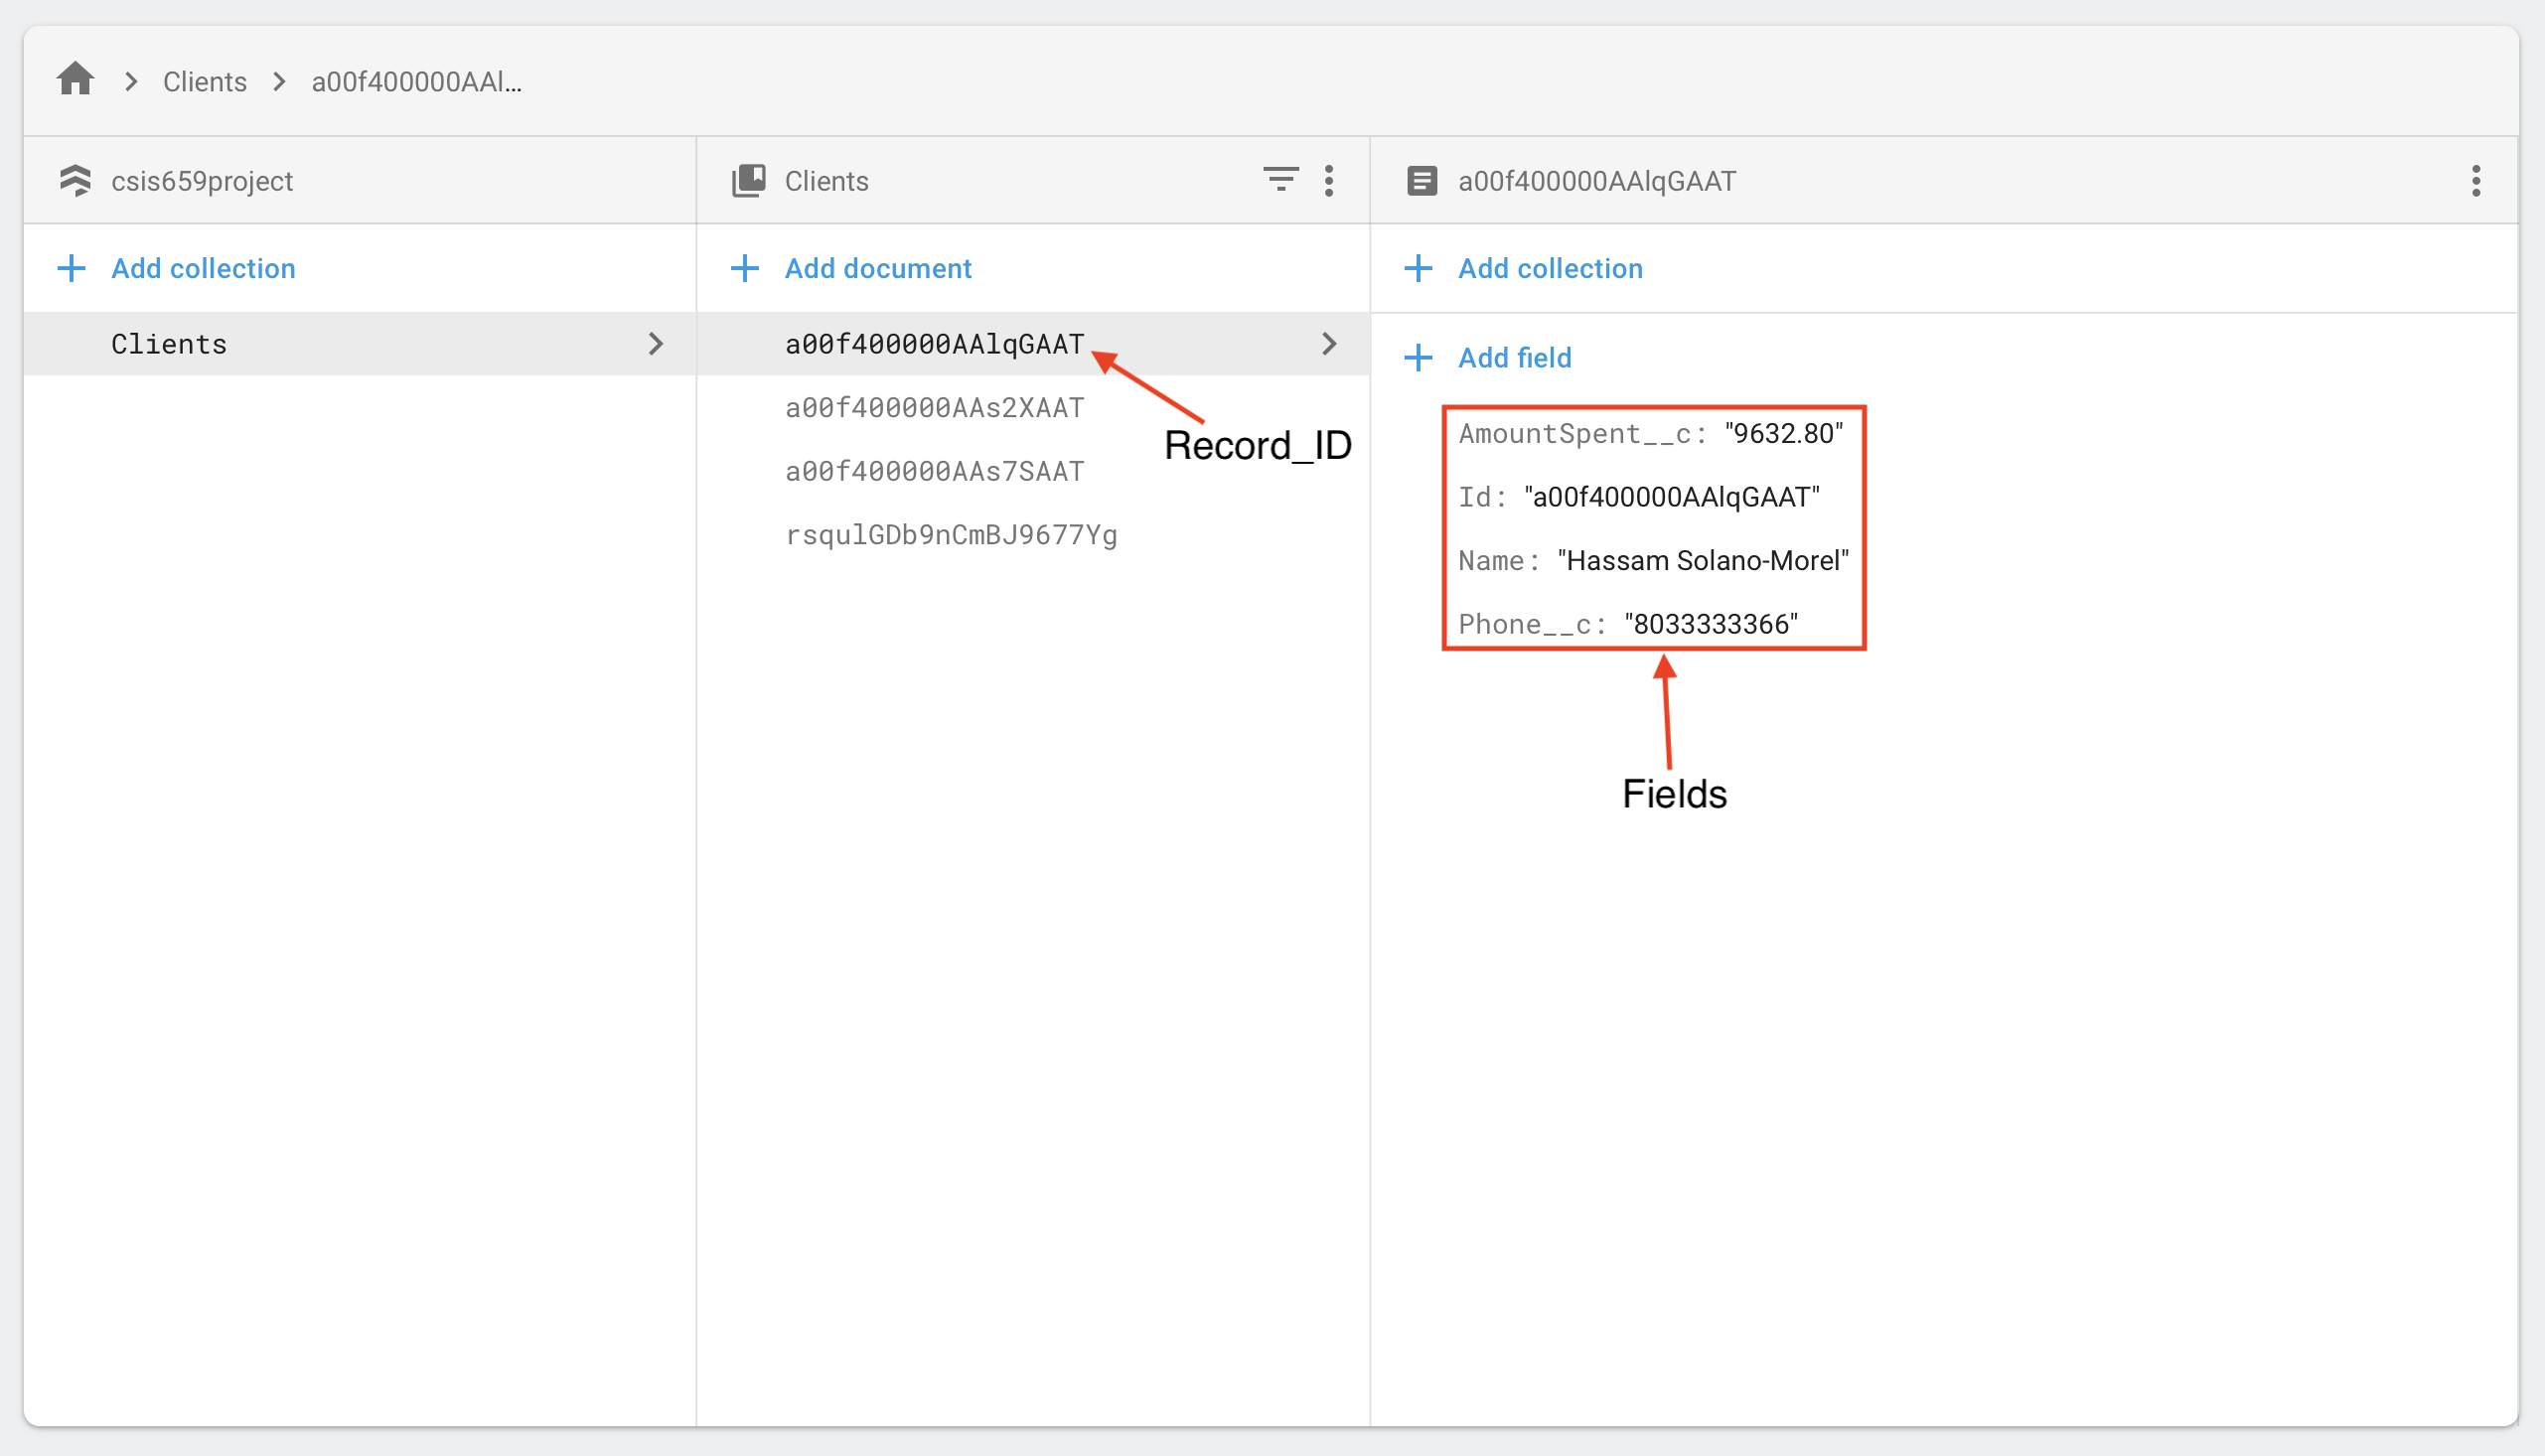 Clients a00f400000AAl...
csis659project
Add collection
Clients
Clients
Add document
a00f400000AAlqGAAT
a00f400000AAs2XAAT
a00f400000AAs7SAAT
rsqulGDb9nCmBJ9677Yg
Record_ID
a00f400000AAlqGAAT
Add collection
Add field
AmountSpent__c: "9632.80"
Id: "a00f400000AAlqGAAT"
Name: "Hassam Solano-Morel"
Phone__c: "8033333366"
Fields